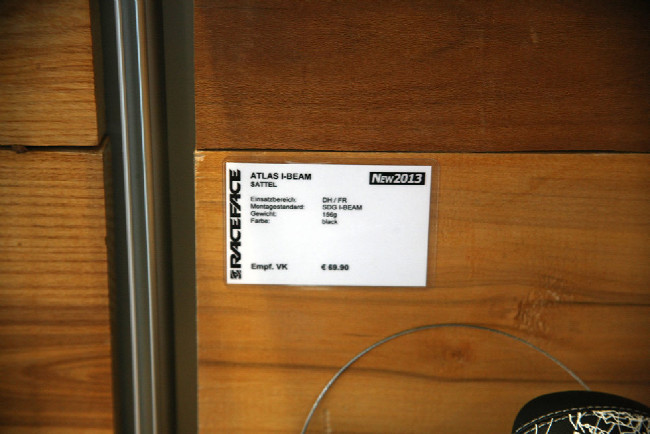 RACEFACE
ATLAS I-BEAM
SATTEL
NEW2013
Einsatzbereich: DH / FR
Montagestandard: SDG I-BEAM
Gewicht: 186g
Farbe: black
Empf. VK € 69.90